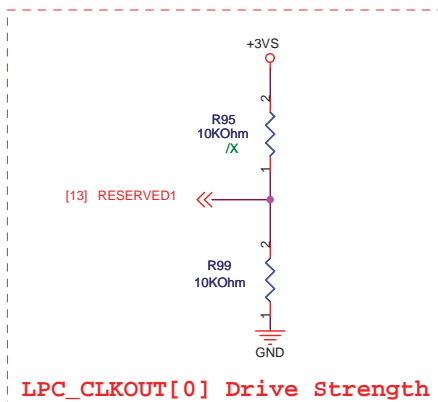 +3VS
2
R95
10KOhm
/X
1
[13] RESERVED1
2
R99
10KOhm
1
GND
LPC_CLKOUT[0] Drive Strength